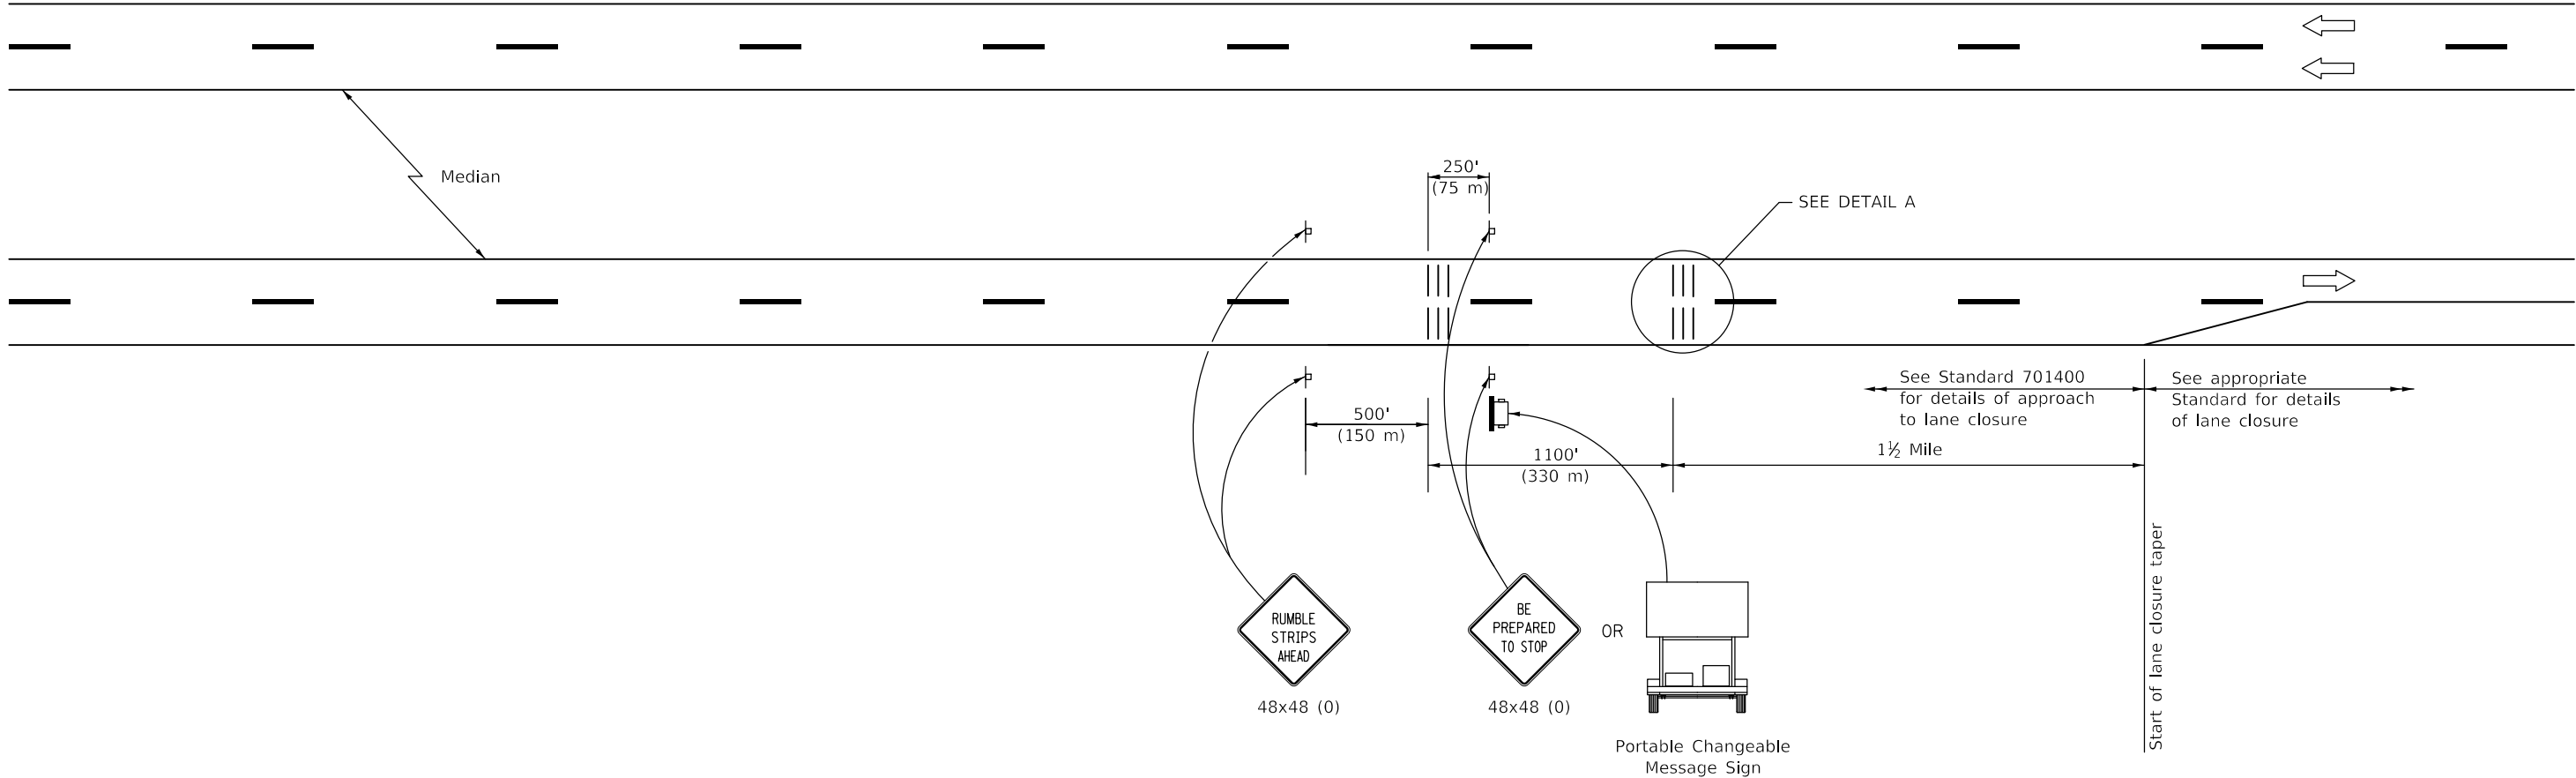 Median
250'
(75 m)
SEE DETAIL A
See Standard 701400
for details of approach
to lane closure
See appropriate
Standard for details
of lane closure
500'
(150 m)
1100'
(330 m)
1½ Mile
Start of lane closure taper
RUMBLE
STRIPS
AHEAD
48x48 (0)
BE
PREPARED
TO STOP
48x48 (0)
OR
Portable Changeable
Message Sign